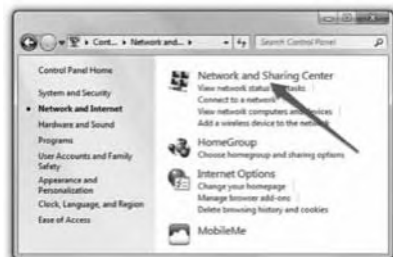 Cont... Network and...
Search Control Panel
Control Panel Home
System and Security
Network and Internet
Hardware and Sound
Programs
User Accounts and Family
Safety
Appearance and
Personalization
Clock, Language, and Region
Ease of Access
Network and Sharing Center
View network status tasks
Connect to a network
View network computers and devices
Add a wireless device to the network
HomeGroup
Choose homegroup and sharing options
Internet Options
Change your homepage
Manage browser add-ons
Delete browsing history and cookies
MobileMe